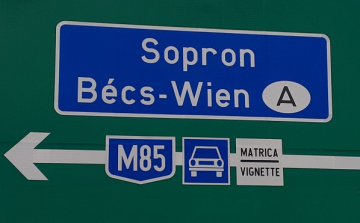 Sopron
Bécs-Wien A
M85
MATRICA
VIGNETTE